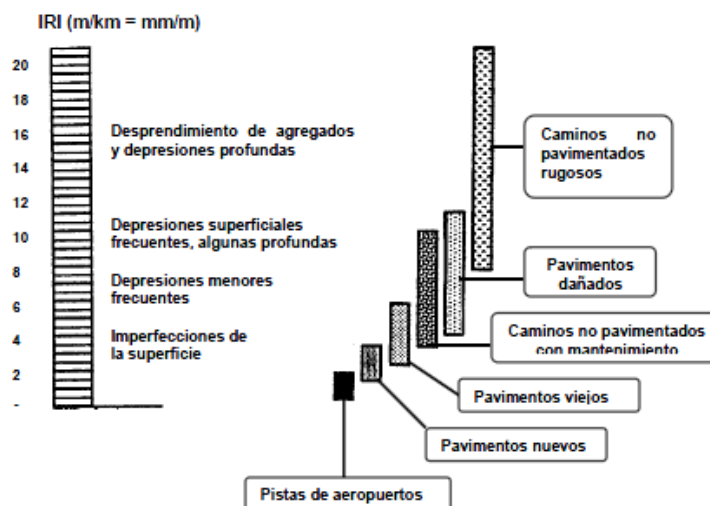 IRI (m/km = mm/m)
20
18
16
14
12
10
8
6
4
2
-
Desprendimiento de agregados
y depresiones profundas
Depresiones superficiales
frecuentes, algunas profundas
Depresiones menores
frecuentes
Imperfecciones de
la superficie
Caminos no
pavimentados
rugosos
Pavimentos
dañados
Caminos no pavimentados
con mantenimiento
Pavimentos viejos
Pavimentos nuevos
Pistas de aeropuertos